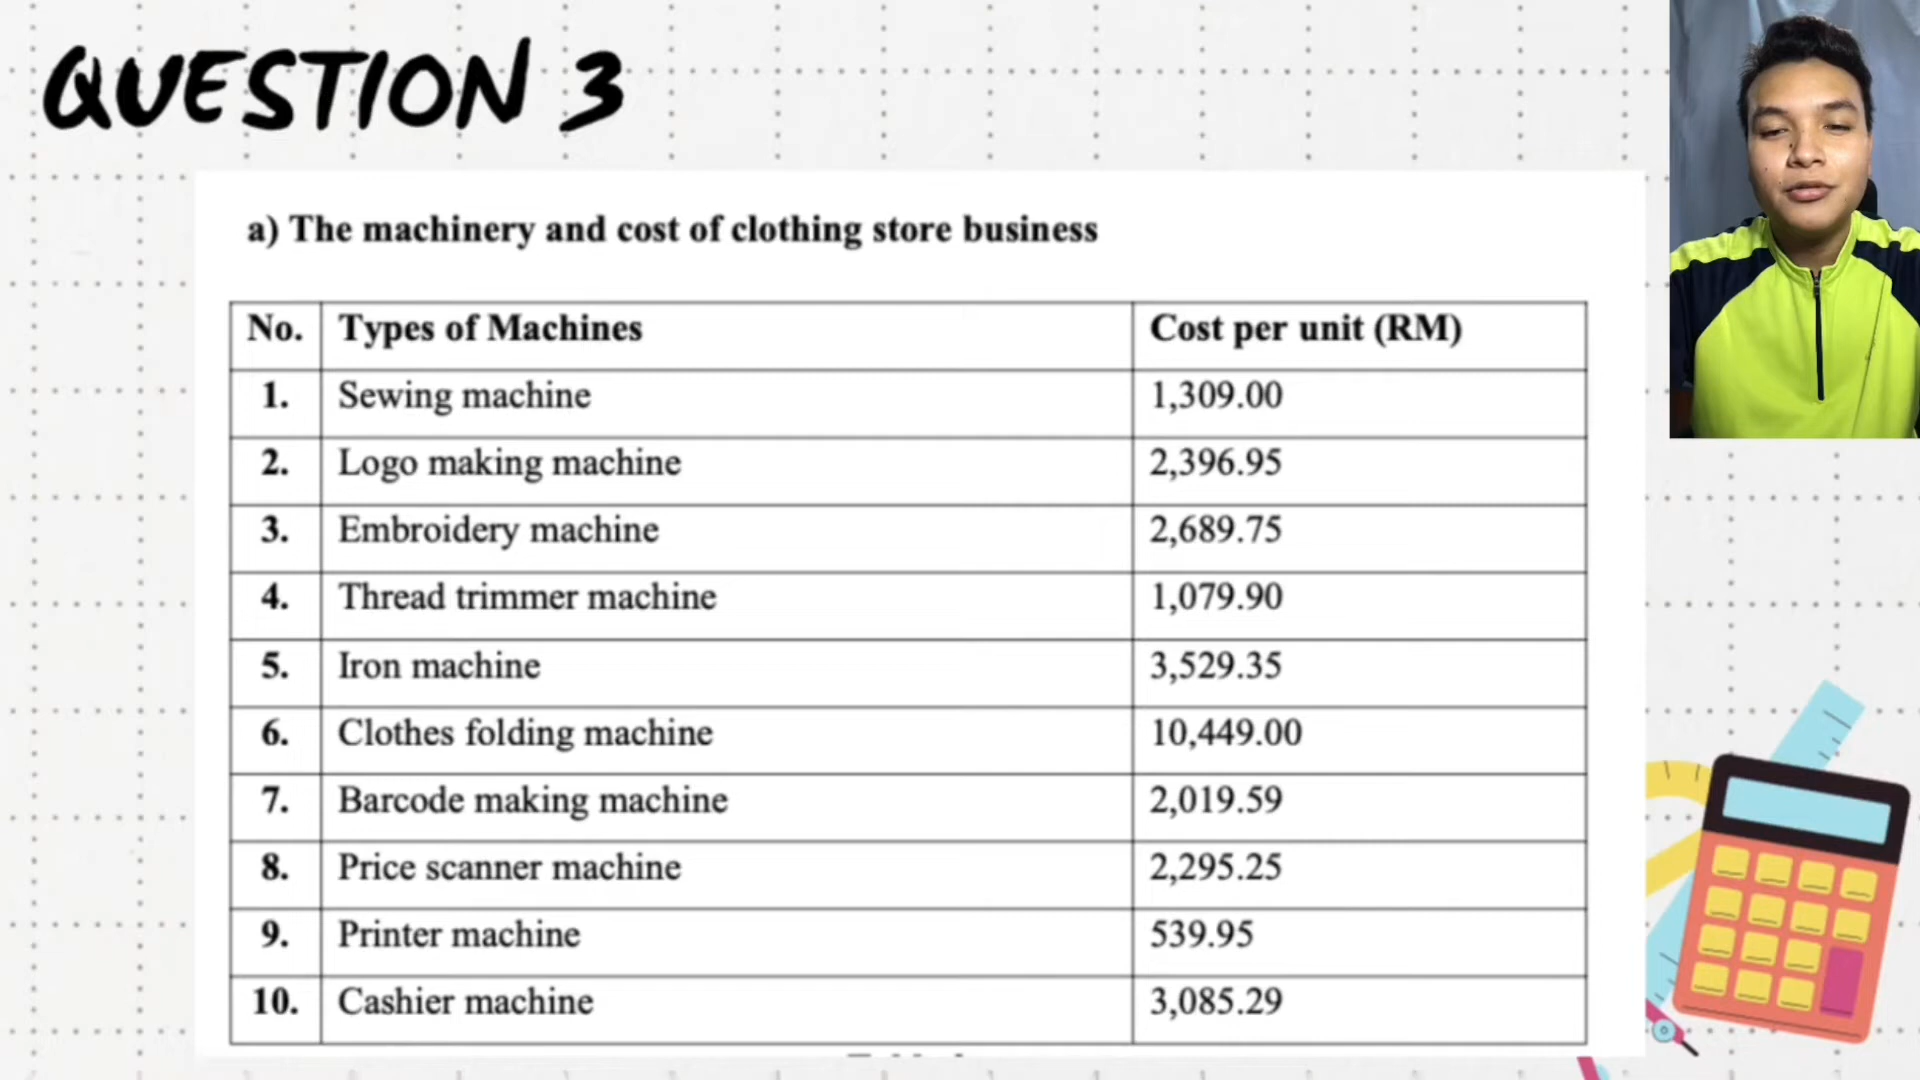 QUESTION 3
a) The machinery and cost of clothing store business
No. Types of Machines Cost per unit (RM)
1. Sewing machine 1,309.00
2. Logo making machine 2,396.95
3. Embroidery machine 2,689.75
4. Thread trimmer machine 1,079.90
5. Iron machine 3,529.35
6. Clothes folding machine 10,449.00
7. Barcode making machine 2,019.59
8. Price scanner machine 2,295.25
9. Printer machine 539.95
10. Cashier machine 3,085.29